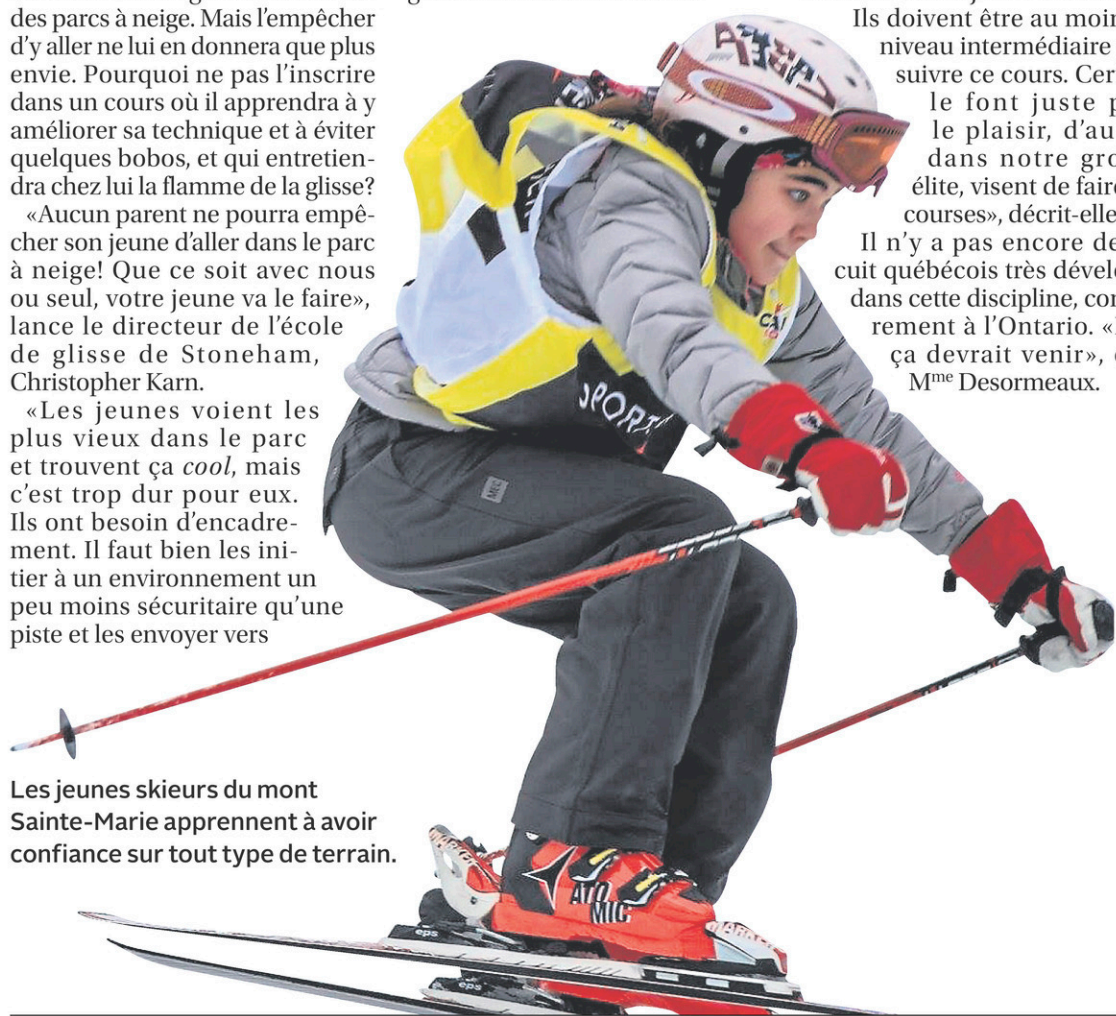 des parcs à neige. Mais l'empêcher
d'y aller ne lui en donnera que plus
envie. Pourquoi ne pas l'inscrire
dans un cours où il apprendra à y
améliorer sa technique et à éviter
quelques bobos, et qui entretien-
dra chez lui la flamme de la glisse?
«Aucun parent ne pourra empê-
cher son jeune d'aller dans le parc
à neige! Que ce soit avec nous
ou seul, votre jeune va le faire»,
lance le directeur de l'école
de glisse de Stoneham,
Christopher Karn.
«Les jeunes voient les
plus vieux dans le parc
et trouvent ça cool, mais
c'est trop dur pour eux.
Ils ont besoin d'encadre-
ment. Il faut bien les ini-
tier à un environnement un
peu moins sécuritaire qu'une
piste et les envoyer vers
Ils doivent être au moin
niveau intermédiaire
suivre ce cours. Cer
le font juste p
le plaisir, d'au
dans notre gro
élite, visent de faire
courses», décrit-elle
Il n'y a pas encore de
cuit québécois très dévelo
dans cette discipline, con
rement à l'Ontario. «
ça devrait venir»,
Mme Desormeaux.
SPORT
MEC
Les jeunes skieurs du mont
Sainte-Marie apprennent à avoir
confiance sur tout type de terrain.
MARKER
ATO
MIC
MARKER
eps
eps